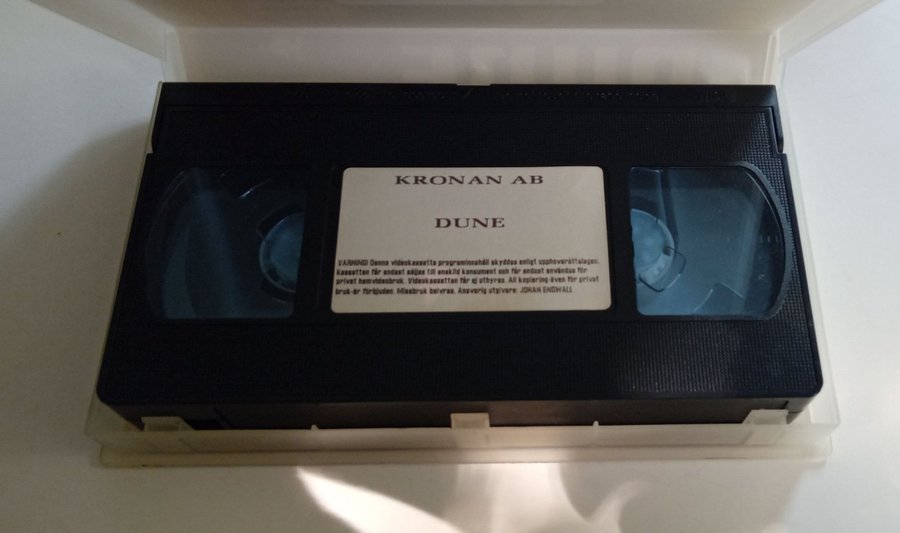 KRONAN AB
DUNE
VARNING! Denna videokassetts programinnehåll skyddas enligt upphovsrättslagen.
Kassetten får endast säljas till enskild konsument och får endast användas för
privat hemvideobruk. Videokassetten får ej uthyras. All kopiering-även för privat
bruk-är förbjuden. Missbruk beivras. Ansvarig utgivare: JOHAN ENGWALL